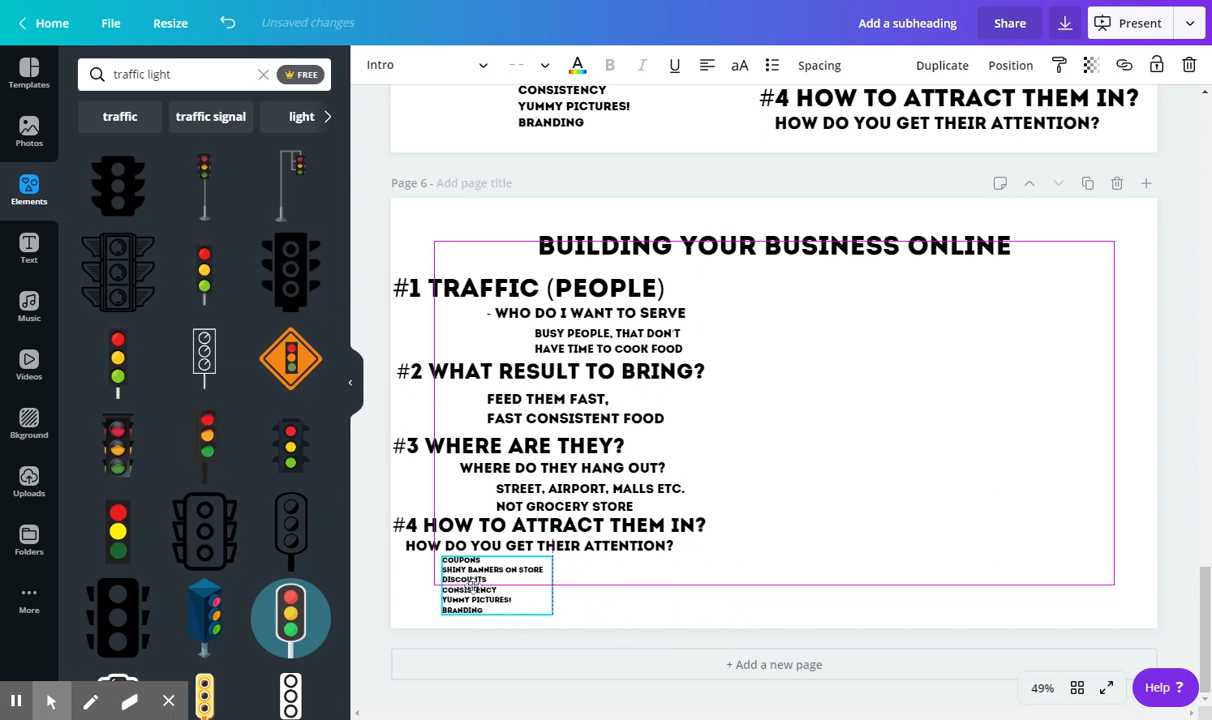 Home
File
Resize
Unsaved changes
Add a subheading
Share
Present
Templates
Photos
Elements
Text
Music
Videos
Bkground
Uploads
Folders
More
traffic light
FREE
traffic
traffic signal
light
Intro
- -
B
I
U
A
aA
Spacing
Duplicate
Position
CONSISTENCY
YUMMY PICTURES!
BRANDING
#4 HOW TO ATTRACT THEM IN?
HOW DO YOU GET THEIR ATTENTION?
Page 6 - Add page title
BUILDING YOUR BUSINESS ONLINE
#1 TRAFFIC (PEOPLE)
- WHO DO I WANT TO SERVE
BUSY PEOPLE, THAT DON'T
HAVE TIME TO COOK FOOD
#2 WHAT RESULT TO BRING?
FEED THEM FAST,
FAST CONSISTENT FOOD
#3 WHERE ARE THEY?
WHERE DO THEY HANG OUT?
STREET, AIRPORT, MALLS ETC.
NOT GROCERY STORE
#4 HOW TO ATTRACT THEM IN?
HOW DO YOU GET THEIR ATTENTION?
COUPONS
SHINY BANNERS ON STORE
DISCOUNTS
CONSISTENCY
YUMMY PICTURES!
BRANDING
+ Add a new page
49%
Help ?